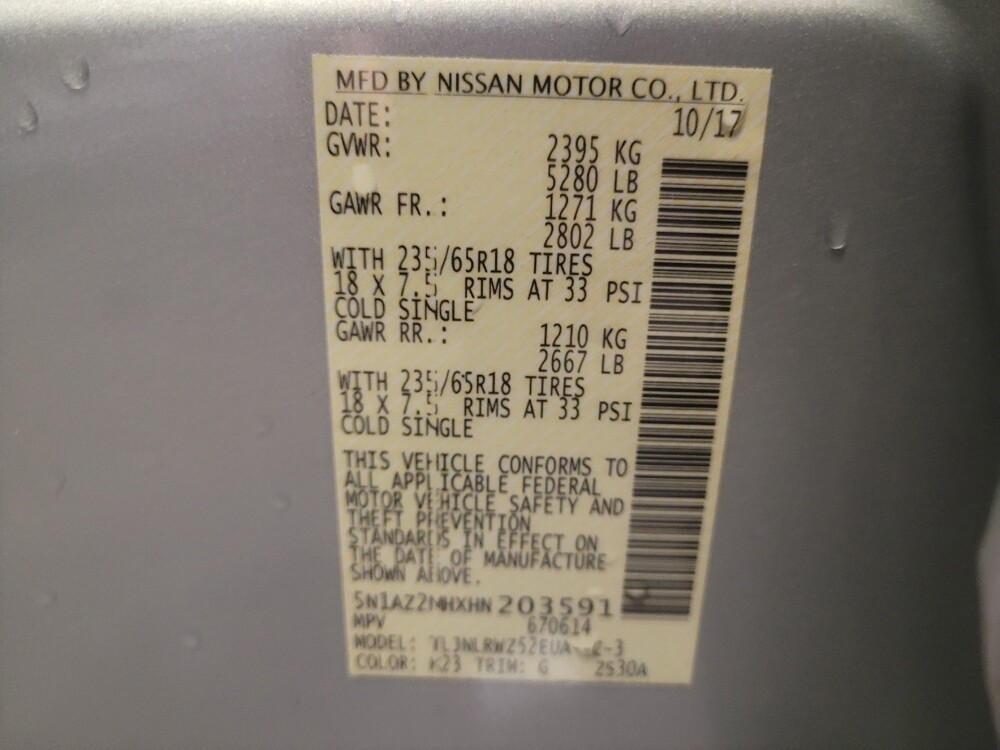 MFD BY NISSAN MOTOR CO., LTD.
DATE: 10/17
GVWR: 2395 KG
5280 LB
GAWR FR.: 1271 KG
2802 LB
WITH 235/65R18 TIRES
18 X 7.5 RIMS AT 33 PSI
COLD SINGLE
GAWR RR.: 1210 KG
2667 LB
WITH 235/65R18 TIRES
18 X 7.5 RIMS AT 33 PSI
COLD SINGLE
THIS VEHICLE CONFORMS TO
ALL APPLICABLE FEDERAL
MOTOR VEHICLE SAFETY AND
THEFT PREVENTION
STANDARDS IN EFFECT ON
THE DATE OF MANUFACTURE
SHOWN ABOVE.
5N1AZ2MHXHN203591
MPV 670614
MODEL:
COLOR: K23 TRIM: G 2S30A